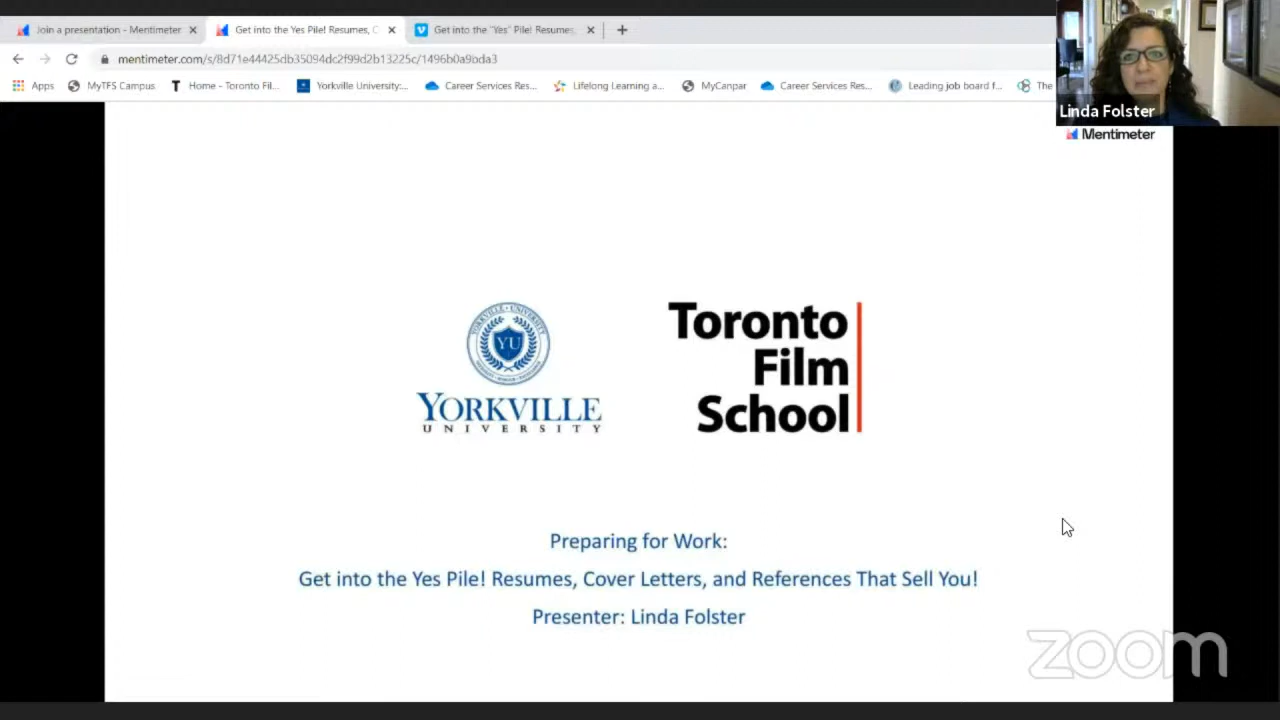 Join a presentation - Mentimeter
Get into the Yes Pile! Resumes, C
Get into the "Yes" Pile! Resumes,
mentimeter.com/s/8d71e44425db35094dc2f99d2b13225c/1496b0a9bda3
Apps
MyTFS Campus
Home - Toronto Fil...
Yorkville University:...
Career Services Res...
Lifelong Learning a...
MyCanpar
Career Services Res...
Leading job board f...
The
Linda Folster
Mentimeter
YORKVILLE UNIVERSITY
YU
YORKVILLE
UNIVERSITY
Toronto
Film
School
Preparing for Work:
Get into the Yes Pile! Resumes, Cover Letters, and References That Sell You!
Presenter: Linda Folster
zoom